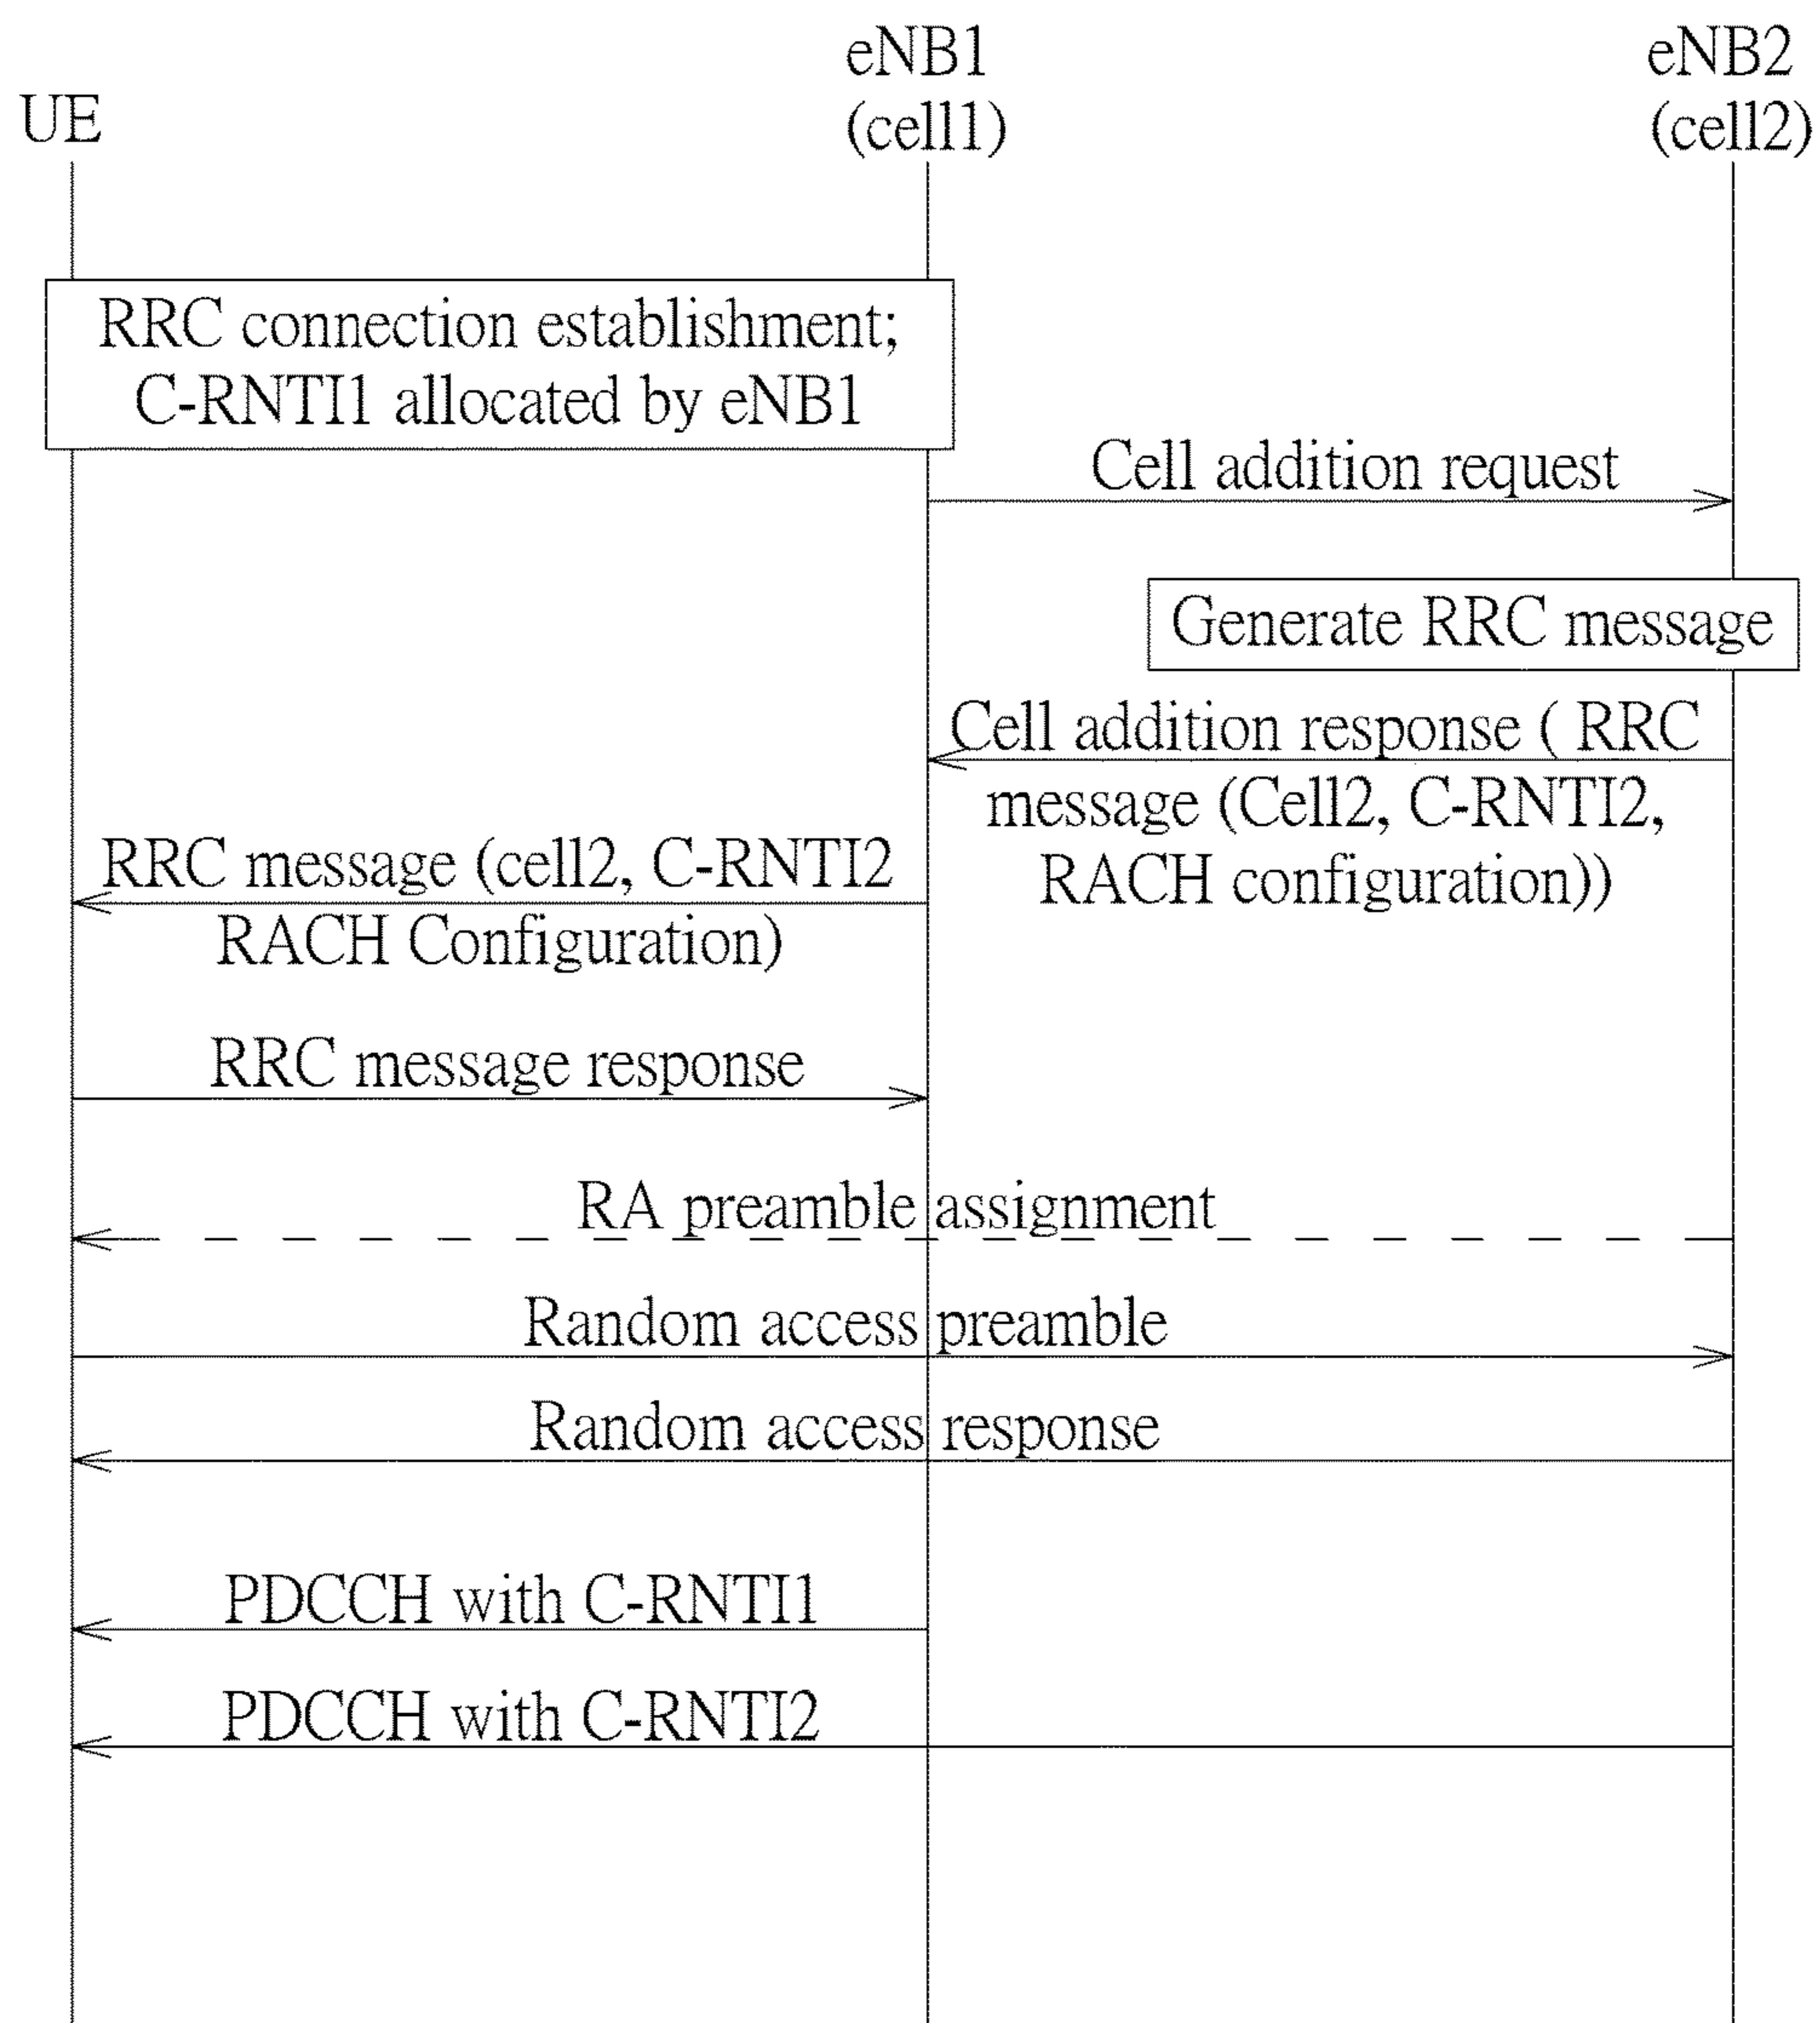 UE
eNB1
(cell1)
eNB2
(cell2)
RRC connection establishment;
C-RNTI1 allocated by eNB1
Cell addition request
Generate RRC message
Cell addition response ( RRC
message (Cell2, C-RNTI2,
RACH configuration))
RRC message (cell2, C-RNTI2
RACH Configuration)
RRC message response
RA preamble assignment
Random access preamble
Random access response
PDCCH with C-RNTI1
PDCCH with C-RNTI2